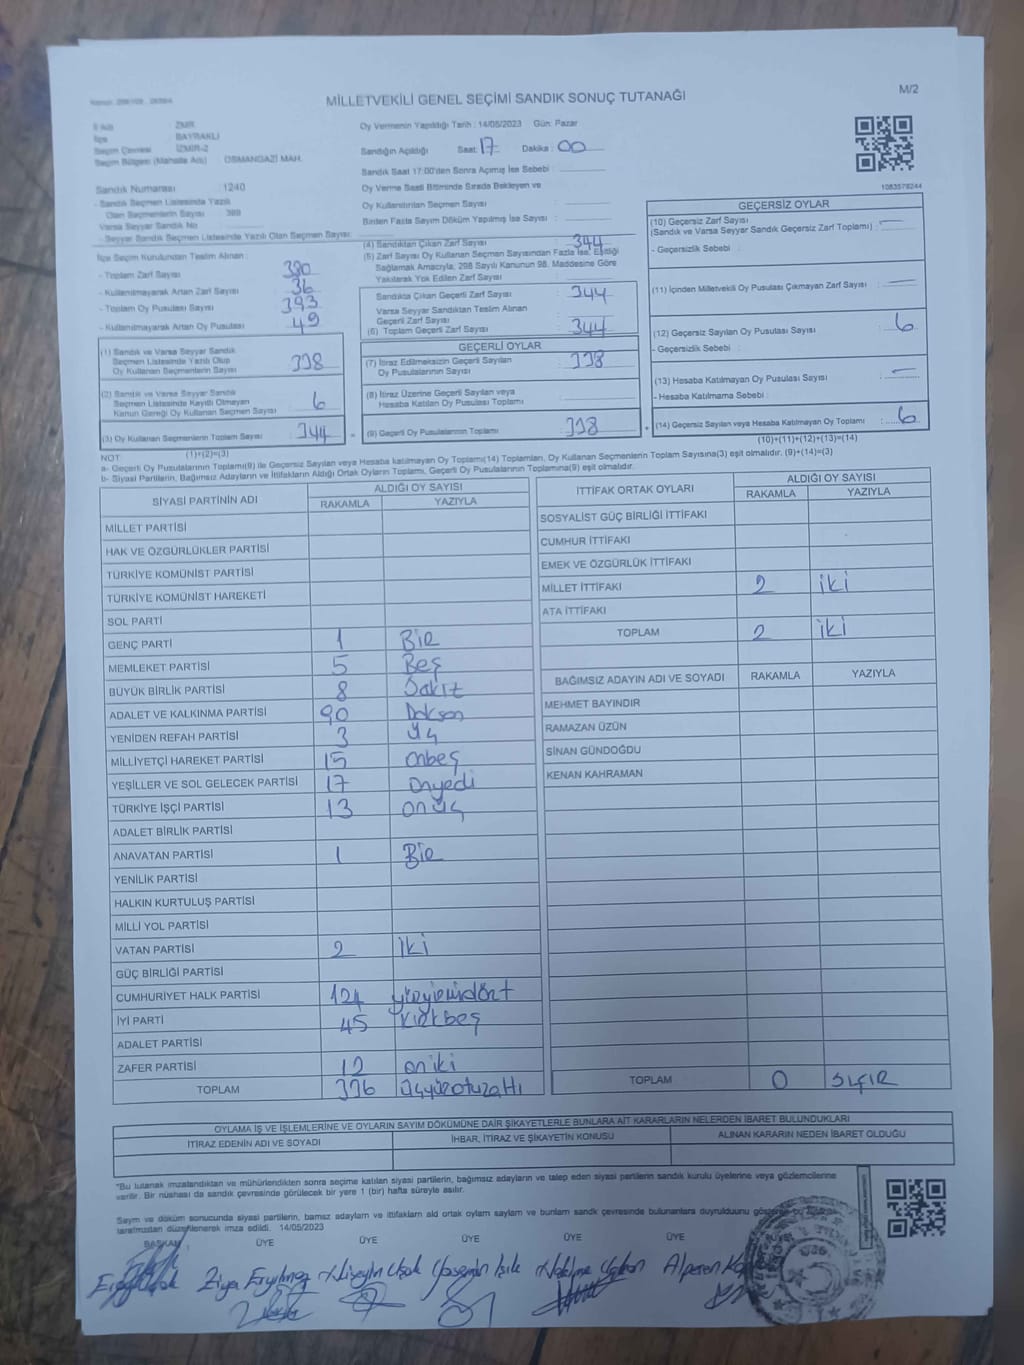 MİLLETVEKİLİ GENEL SEÇİMİ SANDIK SONUÇ TUTANAĞI
M/2
İzmir
BAYRAKLI
İZMİR-2
Seçim Bölgesi (Mahalle Adı) : OSMANGAZİ MAH.
Sandık Numarası : 1240
- Sandık Seçmen Listesinde Yazılı
Olan Seçmenlerin Sayısı : 389
Varsa Seyyar Sandık No
- Seyyar Sandık Seçmen Listesinde Yazılı Olan Seçmen Sayısı :
Oy Vermenin Yapıldığı Tarih : 14/05/2023 Gün: Pazar
Sandığın Açıldığı Saat: 17 Dakika : 00
Sandık Saat 17:00'den Sonra Açılmış İse Sebebi :
Oy Verme Saati Bitiminde Sırada Bekleyen ve
Oy Kullandırılan Seçmen Sayısı :
Birden Fazla Sayım Döküm Yapılmış İse Sayısı :
1083579244
İlçe Seçim Kurulundan Teslim Alınan :
- Toplam Zarf Sayısı : 380
- Kullanılmayarak Artan Zarf Sayısı : 36
- Toplam Oy Pusulası Sayısı : 393
- Kullanılmayarak Artan Oy Pusulası : 49
(1) Sandık ve Varsa Seyyar Sandık
Seçmen Listesinde Yazılı Olup
Oy Kullanan Seçmenlerin Sayısı : 338
(2) Sandık ve Varsa Seyyar Sandık
Seçmen Listesinde Kayıtlı Olmayan
Kanun Gereği Oy Kullanan Seçmen Sayısı : 6
(3) Oy Kullanan Seçmenlerin Toplam Sayısı : 344
(4) Sandıktan Çıkan Zarf Sayısı : 344
(5) Zarf Sayısı Oy Kullanan Seçmen Sayısından Fazla İse, Eşitliği
Sağlamak Amacıyla, 298 Sayılı Kanunun 98. Maddesine Göre
Yakılarak Yok Edilen Zarf Sayısı :
Sandıkta Çıkan Geçerli Zarf Sayısı : 344
Varsa Seyyar Sandıktan Teslim Alınan
Geçerli Zarf Sayısı :
(6) Toplam Geçerli Zarf Sayısı : 344
GEÇERLİ OYLAR
(7) İtiraz Edilmeksizin Geçerli Sayılan
Oy Pusulalarının Sayısı : 338
(8) İtiraz Üzerine Geçerli Sayılan veya
Hesaba Katılan Oy Pusulası Toplamı :
= (9) Geçerli Oy Pusulalarının Toplamı : 338
GEÇERSİZ OYLAR
(10) Geçersiz Zarf Sayısı
(Sandık ve Varsa Seyyar Sandık Geçersiz Zarf Toplamı) : —
- Geçersizlik Sebebi :
(11) İçinden Milletvekili Oy Pusulası Çıkmayan Zarf Sayısı : —
(12) Geçersiz Sayılan Oy Pusulası Sayısı : 6
- Geçersizlik Sebebi :
(13) Hesaba Katılmayan Oy Pusulası Sayısı : —
- Hesaba Katılmama Sebebi :
+ (14) Geçersiz Sayılan veya Hesaba Katılmayan Oy Toplamı : 6
(1)+(2)=(3)
(10)+(11)+(12)+(13)=(14)
NOT:
a- Geçerli Oy Pusulalarının Toplamı(9) ile Geçersiz Sayılan veya Hesaba katılmayan Oy Toplamı(14) Toplamları, Oy Kullanan Seçmenlerin Toplam Sayısına(3) eşit olmalıdır. (9)+(14)=(3)
b- Siyasi Partilerin, Bağımsız Adayların ve İttifakların Aldığı Ortak Oyların Toplamı, Geçerli Oy Pusulalarının Toplamına(9) eşit olmalıdır.
SİYASİ PARTİNİN ADI ALDIĞI OY SAYISI
RAKAMLA YAZIYLA
MİLLET PARTİSİ
HAK VE ÖZGÜRLÜKLER PARTİSİ
TÜRKİYE KOMÜNİST PARTİSİ
TÜRKİYE KOMÜNİST HAREKETİ
SOL PARTİ
GENÇ PARTİ 1 Bir
MEMLEKET PARTİSİ 5 Beş
BÜYÜK BİRLİK PARTİSİ 8 Sekiz
ADALET VE KALKINMA PARTİSİ 90 Doksan
YENİDEN REFAH PARTİSİ 3 Üç
MİLLİYETÇİ HAREKET PARTİSİ 15 onbeş
YEŞİLLER VE SOL GELECEK PARTİSİ 17 onyedi
TÜRKİYE İŞÇİ PARTİSİ 13 onüç
ADALET BİRLİK PARTİSİ
ANAVATAN PARTİSİ 1 Bir
YENİLİK PARTİSİ
HALKIN KURTULUŞ PARTİSİ
MİLLİ YOL PARTİSİ
VATAN PARTİSİ 2 iki
GÜÇ BİRLİĞİ PARTİSİ
CUMHURİYET HALK PARTİSİ 124 yüzyirmidört
İYİ PARTİ 45 kırkbeş
ADALET PARTİSİ
ZAFER PARTİSİ 12 oniki
TOPLAM 336 üçyüzotuzaltı
İTTİFAK ORTAK OYLARI ALDIĞI OY SAYISI
RAKAMLA YAZIYLA
SOSYALİST GÜÇ BİRLİĞİ İTTİFAKI
CUMHUR İTTİFAKI
EMEK VE ÖZGÜRLÜK İTTİFAKI
MİLLET İTTİFAKI 2 iki
ATA İTTİFAKI
TOPLAM 2 iki
BAĞIMSIZ ADAYIN ADI VE SOYADI RAKAMLA YAZIYLA
MEHMET BAYINDIR
RAMAZAN ÜZÜN
SİNAN GÜNDOĞDU
KENAN KAHRAMAN
TOPLAM 0 SIFIR
OYLAMA İŞ VE İŞLEMLERİNE VE OYLARIN SAYIM DÖKÜMÜNE DAİR ŞİKAYETLERLE BUNLARA AİT KARARLARIN NELERDEN İBARET BULUNDUKLARI
İTİRAZ EDENİN ADI VE SOYADI İHBAR, İTİRAZ VE ŞİKAYETİN KONUSU ALINAN KARARIN NEDEN İBARET OLDUĞU
"Bu tutanak imzalandıktan ve mühürlendikten sonra seçime katılan siyasi partilerin, bağımsız adayların ve talep eden siyasi partilerin sandık kurulu üyelerine veya gözlemcilerine
verilir. Bir nüshası da sandık çevresinde görülecek bir yere 1 (bir) hafta süreyle asılır.
Sayım ve döküm sonucunda siyasi partilerin, bağımsız adayların ve ittifakların aldığı ortak oyların sayıları ve bunların sandık çevresinde bulunanlara duyurulduğunu gösteren bu
tarafımızdan düzenlenerek imza edildi. 14/05/2023
BAŞKAN ÜYE ÜYE ÜYE ÜYE ÜYE
Ziya Hüseyin Uşak Yasemin Işık Alperen